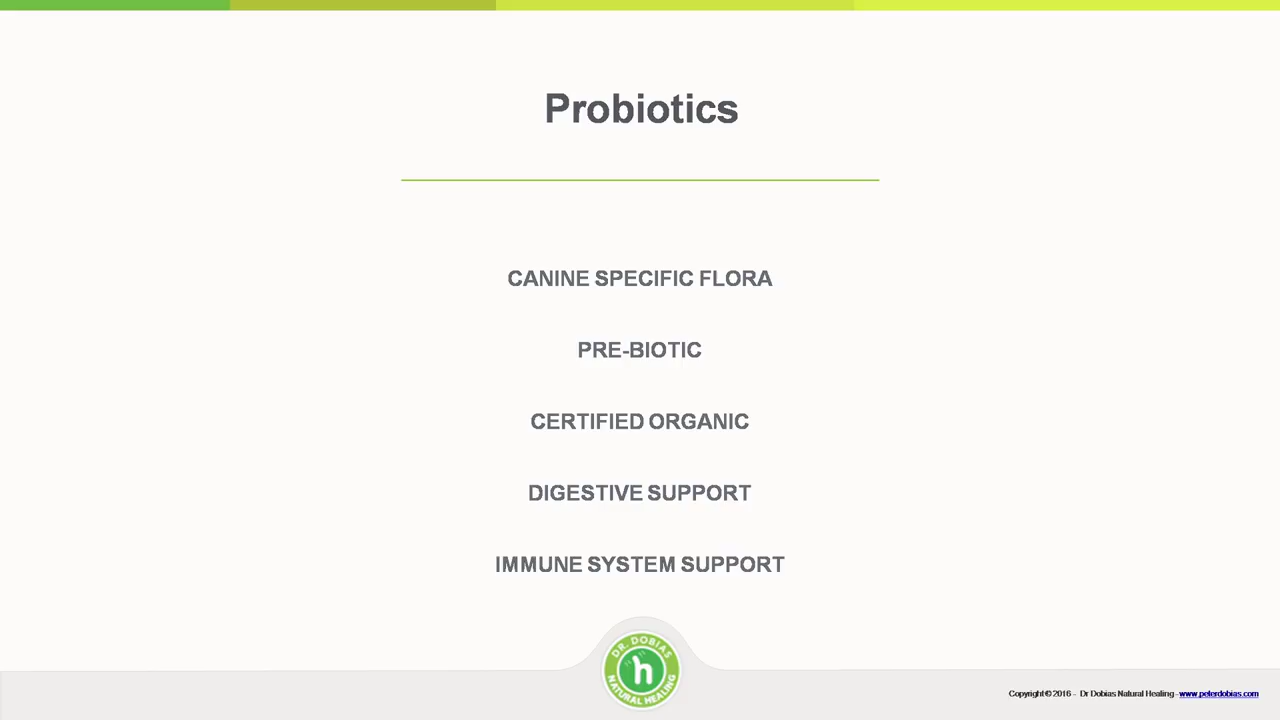 Probiotics
CANINE SPECIFIC FLORA
PRE-BIOTIC
CERTIFIED ORGANIC
DIGESTIVE SUPPORT
IMMUNE SYSTEM SUPPORT
DR. DOBIAS
h
NATURAL HEALING
Copyright © 2016 - Dr Dobias Natural Healing - www.peterdobias.com